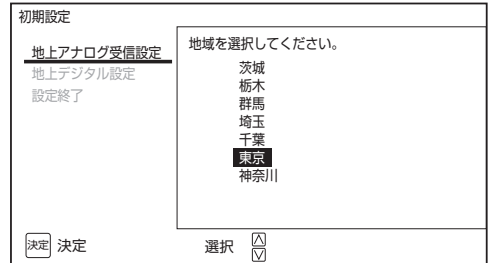 初期設定
地上アナログ受信設定
地上デジタル設定
設定終了
地域を選択してください。
茨城
栃木
群馬
埼玉
千葉
東京
神奈川
決定 決定
選択